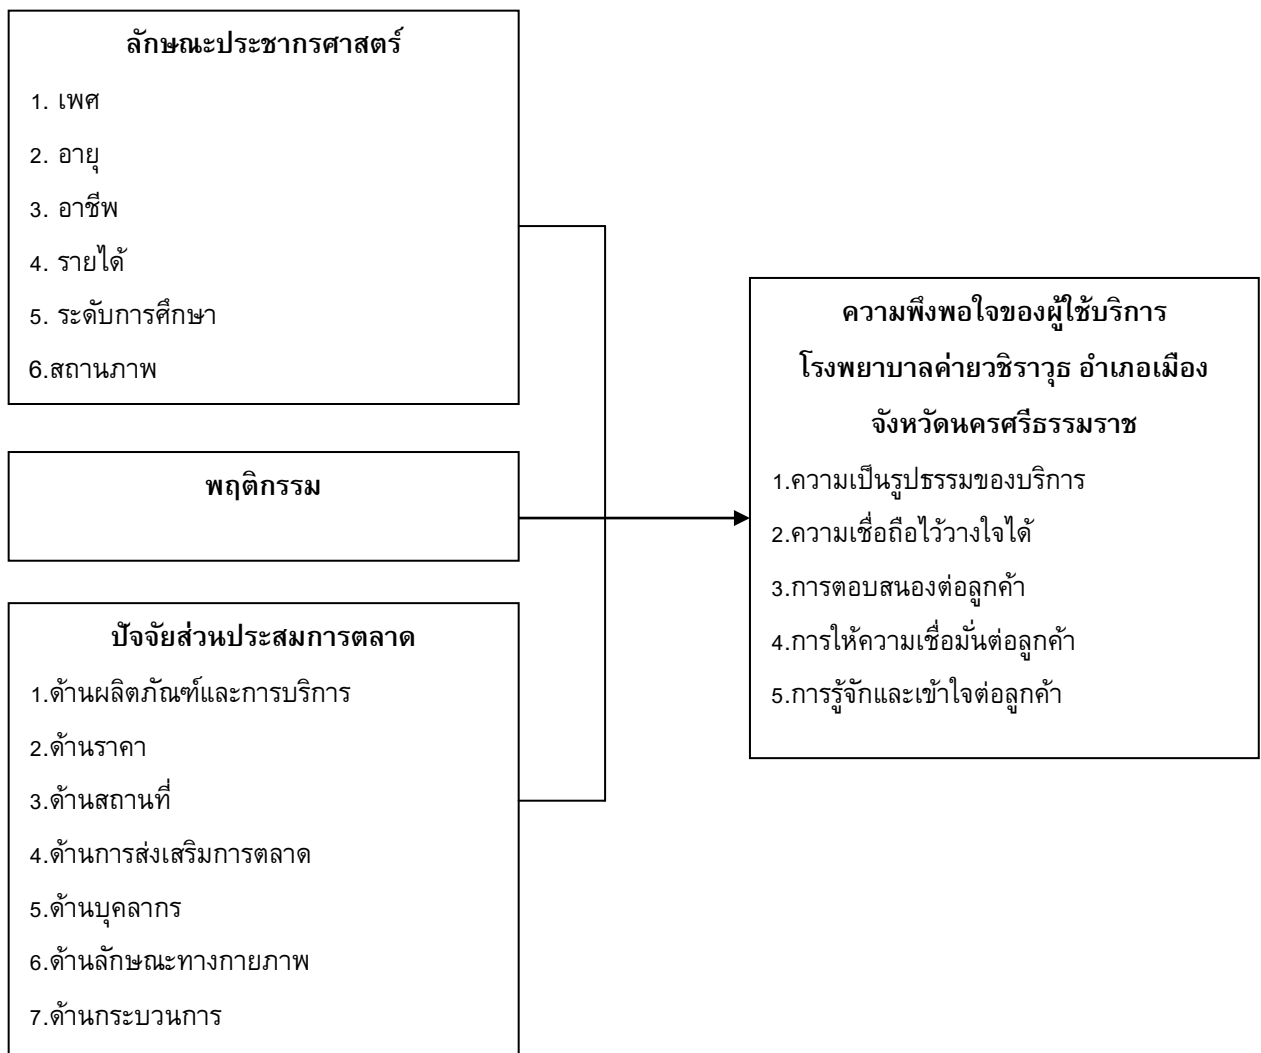 ลักษณะประชากรศาสตร์
1. เพศ
2. อายุ
3. อาชีพ
4. รายได้
5. ระดับการศึกษา
6.สถานภาพ
พฤติกรรม
ปัจจัยส่วนประสมการตลาด
1.ด้านผลิตภัณฑ์และการบริการ
2.ด้านราคา
3.ด้านสถานที่
4.ด้านการส่งเสริมการตลาด
5.ด้านบุคลากร
6.ด้านลักษณะทางกายภาพ
7.ด้านกระบวนการ
ความพึงพอใจของผู้ใช้บริการ
โรงพยาบาลค่ายวชิราวุธ อำเภอเมือง
จังหวัดนครศรีธรรมราช
1.ความเป็นรูปธรรมของบริการ
2.ความเชื่อถือไว้วางใจได้
3.การตอบสนองต่อลูกค้า
4.การให้ความเชื่อมั่นต่อลูกค้า
5.การรู้จักและเข้าใจต่อลูกค้า